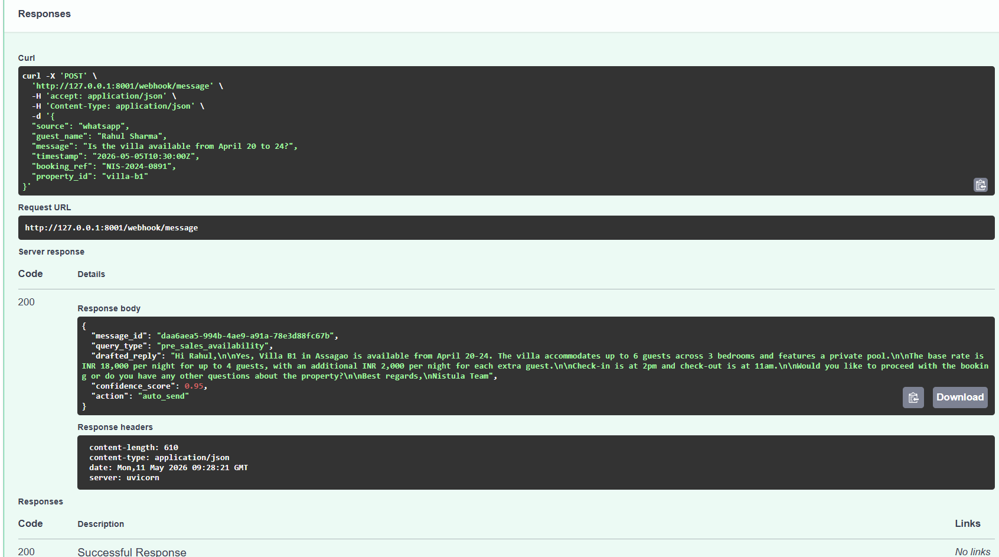 Responses
Curl
curl -X 'POST' \
  'http://127.0.0.1:8001/webhook/message' \
  -H 'accept: application/json' \
  -H 'Content-Type: application/json' \
  -d '{
  "source": "whatsapp",
  "guest_name": "Rahul Sharma",
  "message": "Is the villa available from April 20 to 24?",
  "timestamp": "2026-05-05T10:30:00Z",
  "booking_ref": "NIS-2024-0891",
  "property_id": "villa-b1"
}'
Request URL
http://127.0.0.1:8001/webhook/message
Server response
Code Details
200
Response body
{
  "message_id": "daa6aea5-994b-4ae9-a91a-78e3d88fc67b",
  "query_type": "pre_sales_availability",
  "drafted_reply": "Hi Rahul,\n\nYes, Villa B1 in Assagao is available from April 20-24. The villa accommodates up to 6 guests across 3 bedrooms and features a private pool.\n\nThe base rate is
INR 18,000 per night for up to 4 guests, with an additional INR 2,000 per night for each extra guest.\n\nCheck-in is at 2pm and check-out is at 11am.\n\nWould you like to proceed with the bookin
g or do you have any other questions about the property?\n\nBest regards,\nNistula Team",
  "confidence_score": 0.95,
  "action": "auto_send"
}
Download
Response headers
content-length: 610
content-type: application/json
date: Mon,11 May 2026 09:28:21 GMT
server: uvicorn
Responses
Code Description Links
200 Successful Response No links